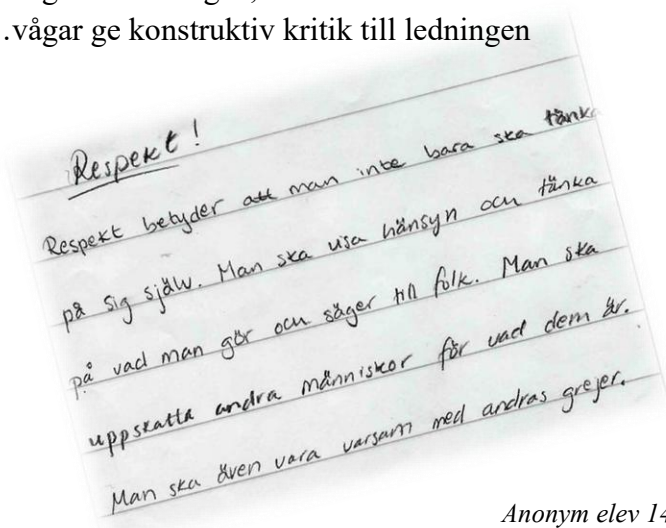 .vågar ge konstruktiv kritik till ledningen
Respekt!
Respekt betyder att man inte bara ska tänka
på sig själv. Man ska visa hänsyn och tänka
på vad man gör och säger till folk. Man ska
uppskatta andra människor för vad dem är.
Man ska även vara varsam med andras grejer.
Anonym elev 14